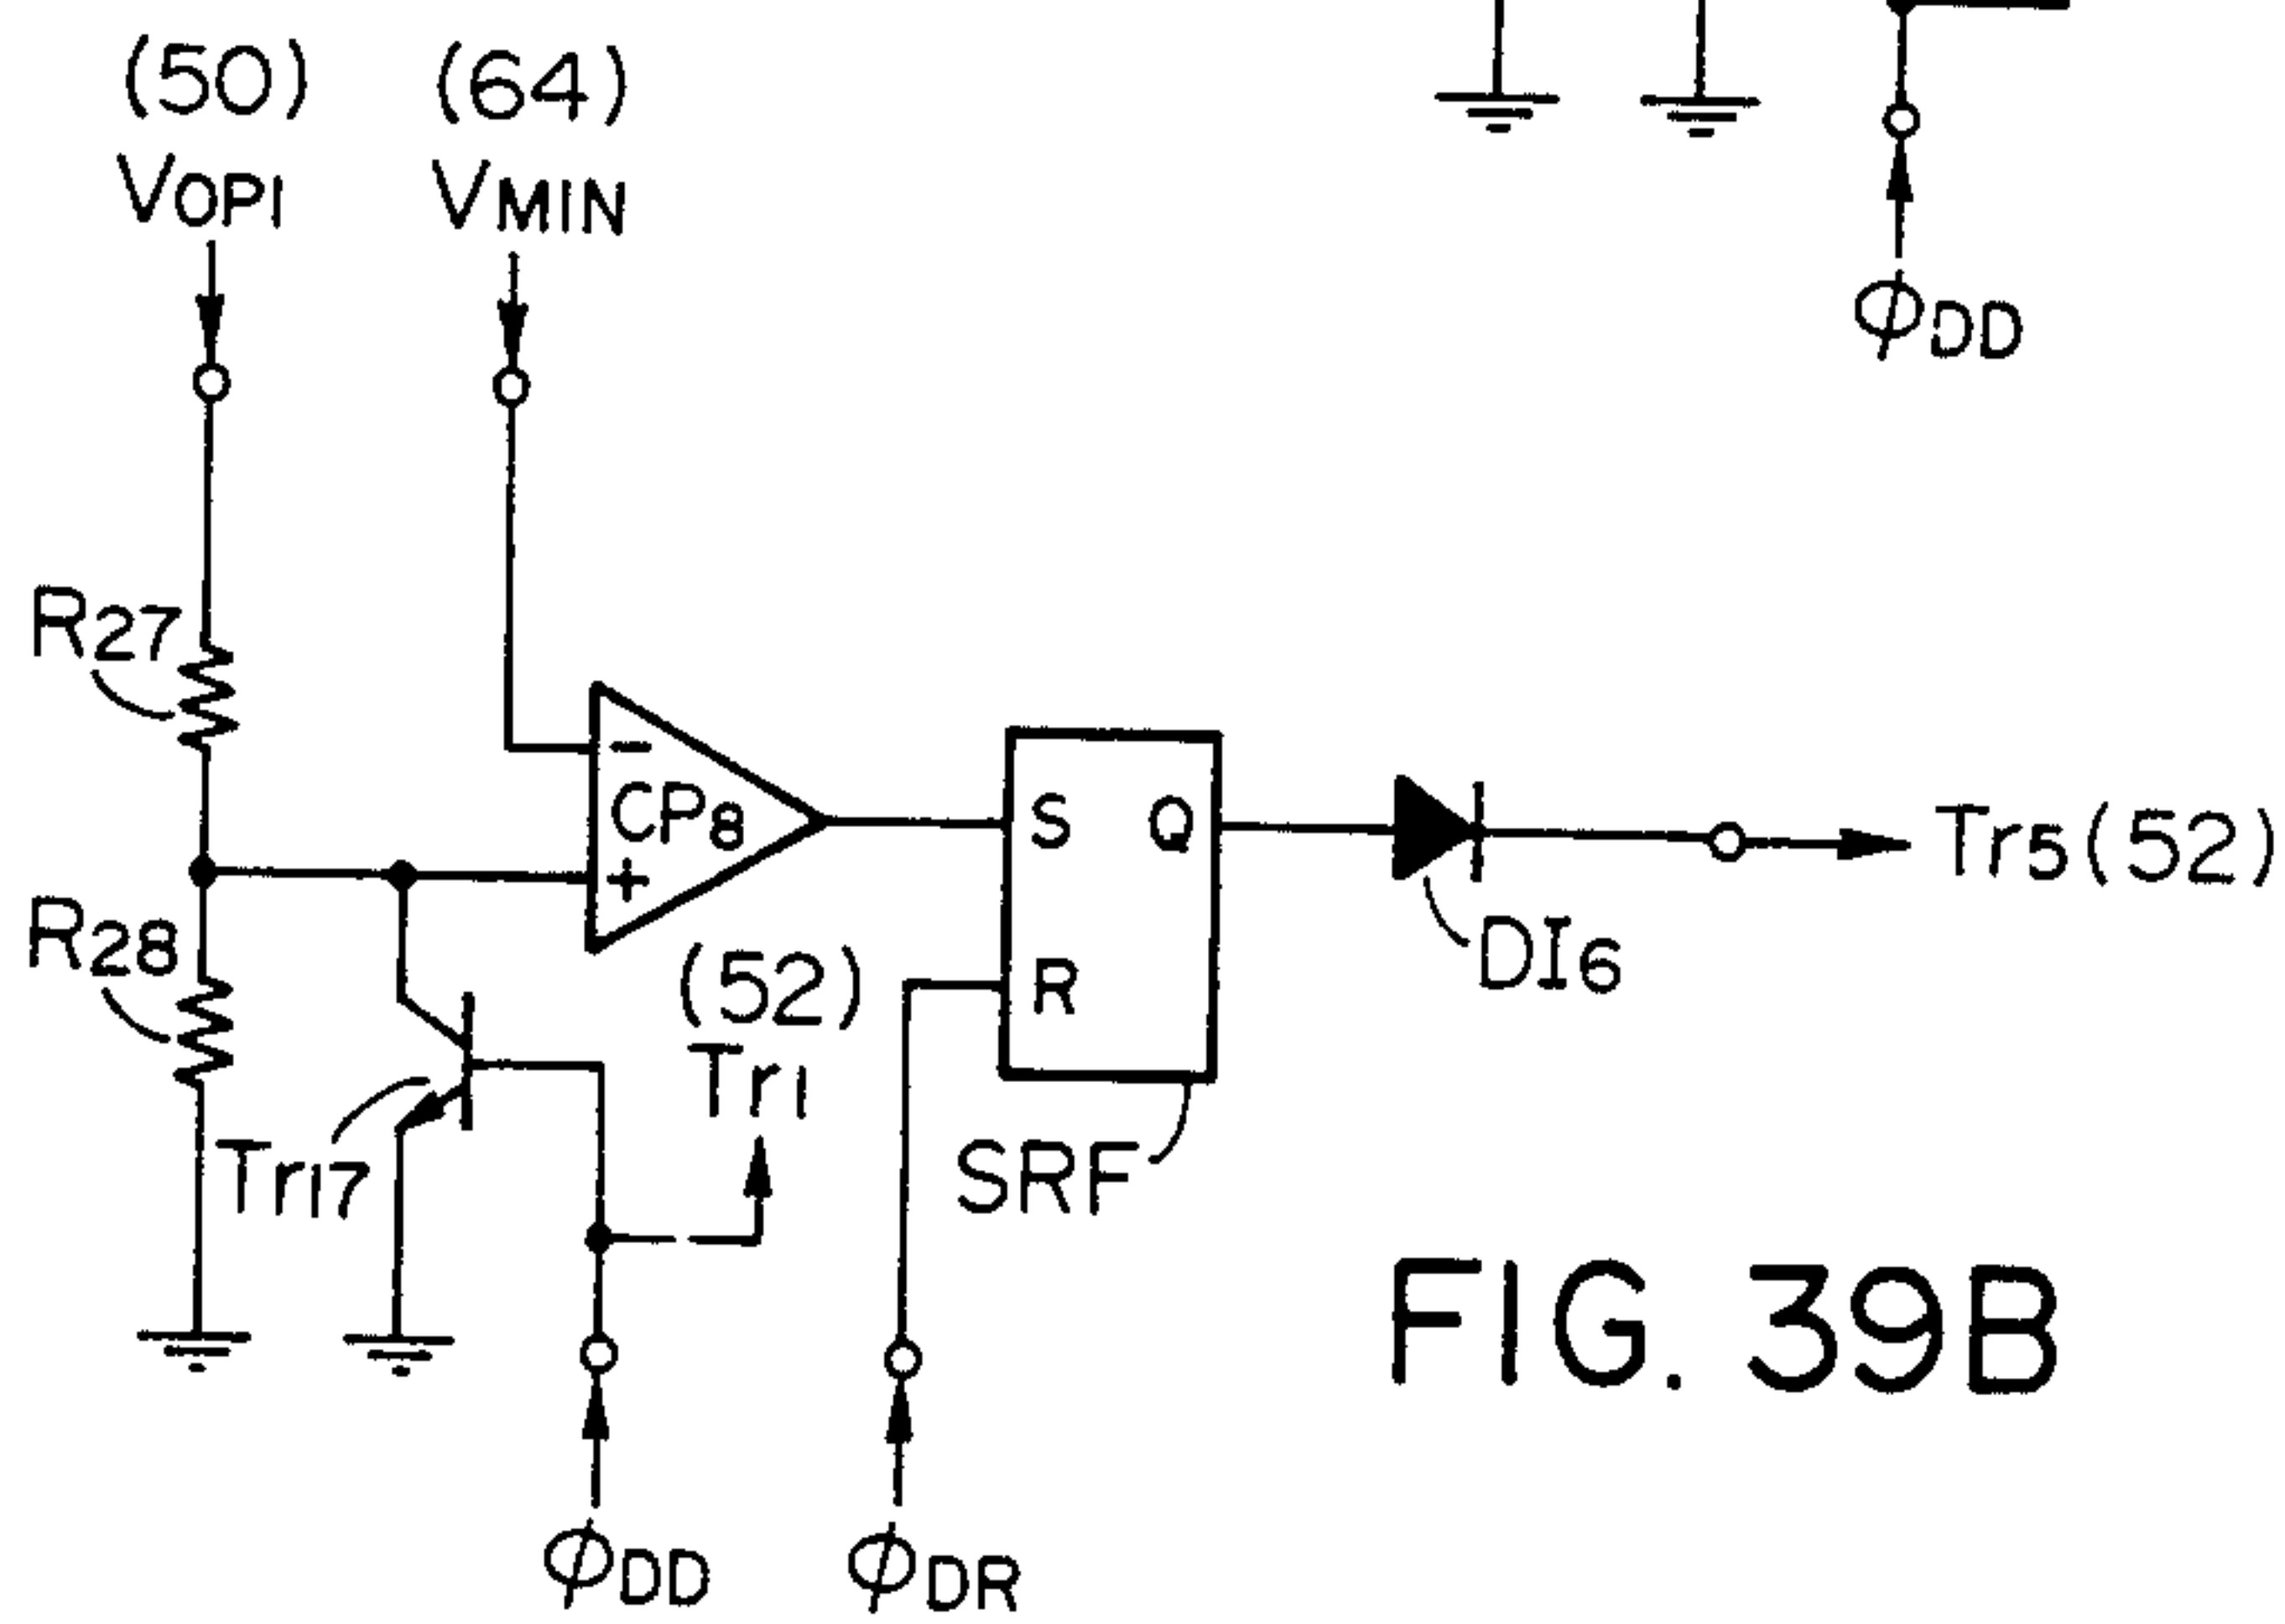 (50) (64)
VOPI VMIN
ϕDD
R27
- CP8 +
S Q
R
Tr5(52)
R28
DI6
(52)
Tr1
Tr17
SRF
FIG. 39B
ϕDD ϕDR